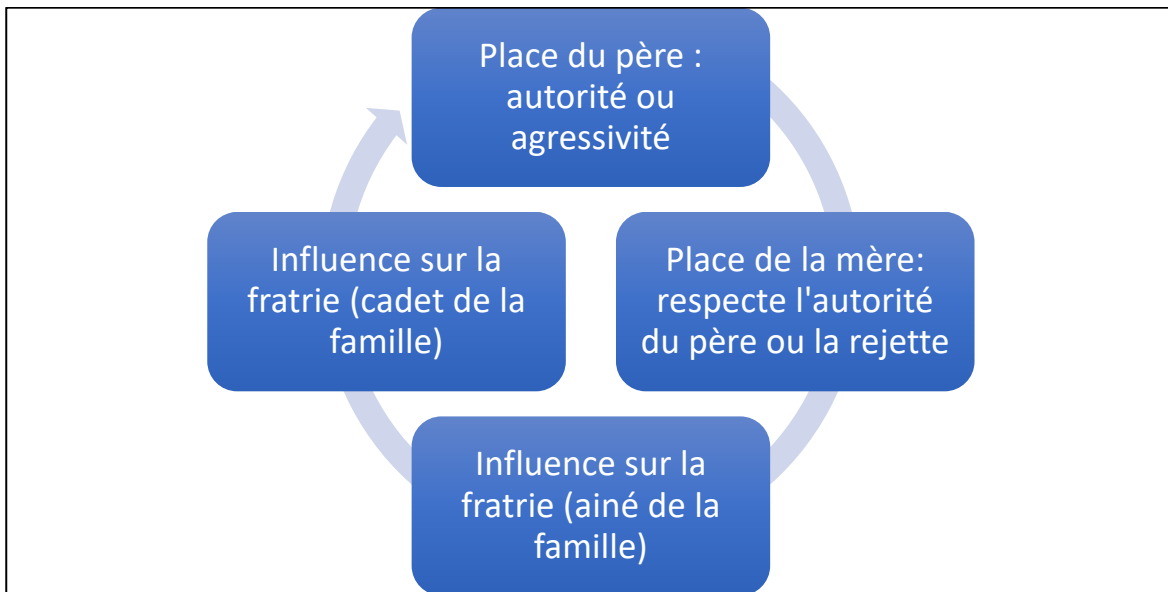 Place du père :
autorité ou
agressivité
Place de la mère:
respecte l'autorité
du père ou la rejette
Influence sur la
fratrie (ainé de la
famille)
Influence sur la
fratrie (cadet de la
famille)